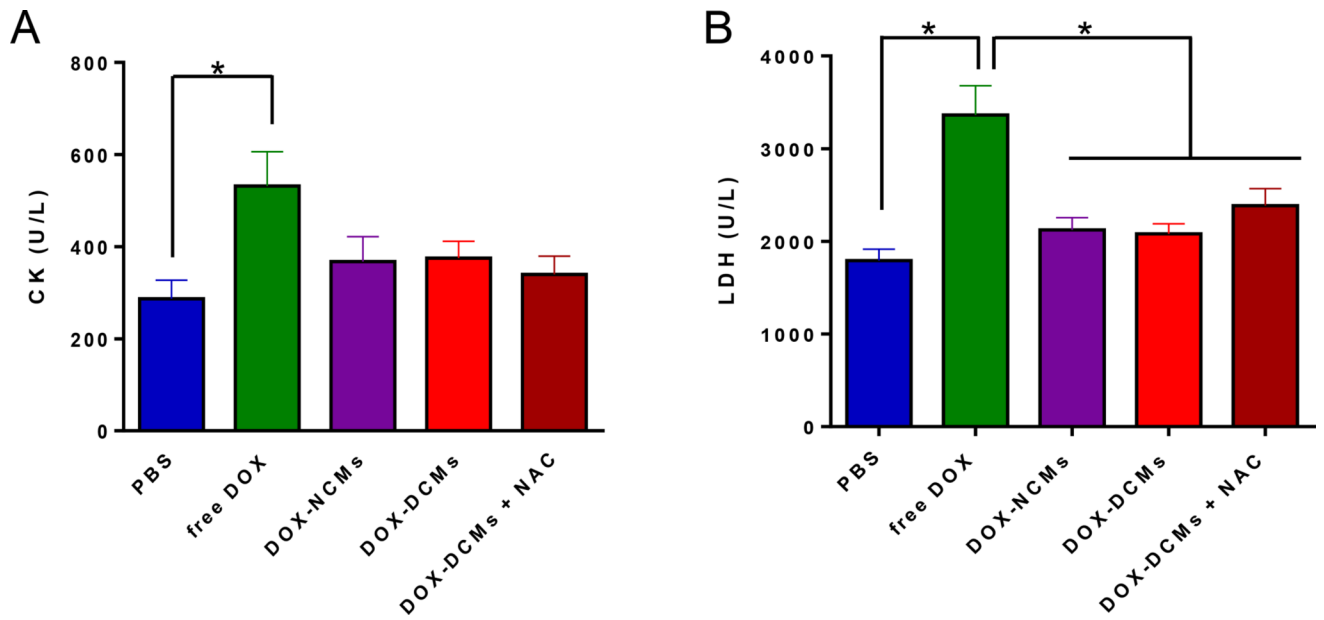 A
*
800
600
400
200
0
CK (U/L)
PBS
free DOX
DOX-NCMs
DOX-DCMs
DOX-DCMs + NAC
B
* *
4000
3000
2000
1000
0
LDH (U/L)
PBS
free DOX
DOX-NCMs
DOX-DCMs
DOX-DCMs + NAC